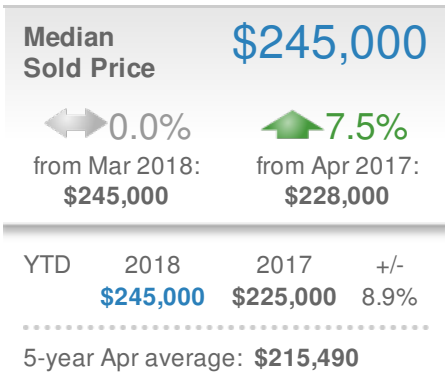 Median $245,000
Sold Price
0.0% 7.5%
from Mar 2018: from Apr 2017:
$245,000 $228,000
YTD 2018 2017 +/-
$245,000 $225,000 8.9%
5-year Apr average: $215,490